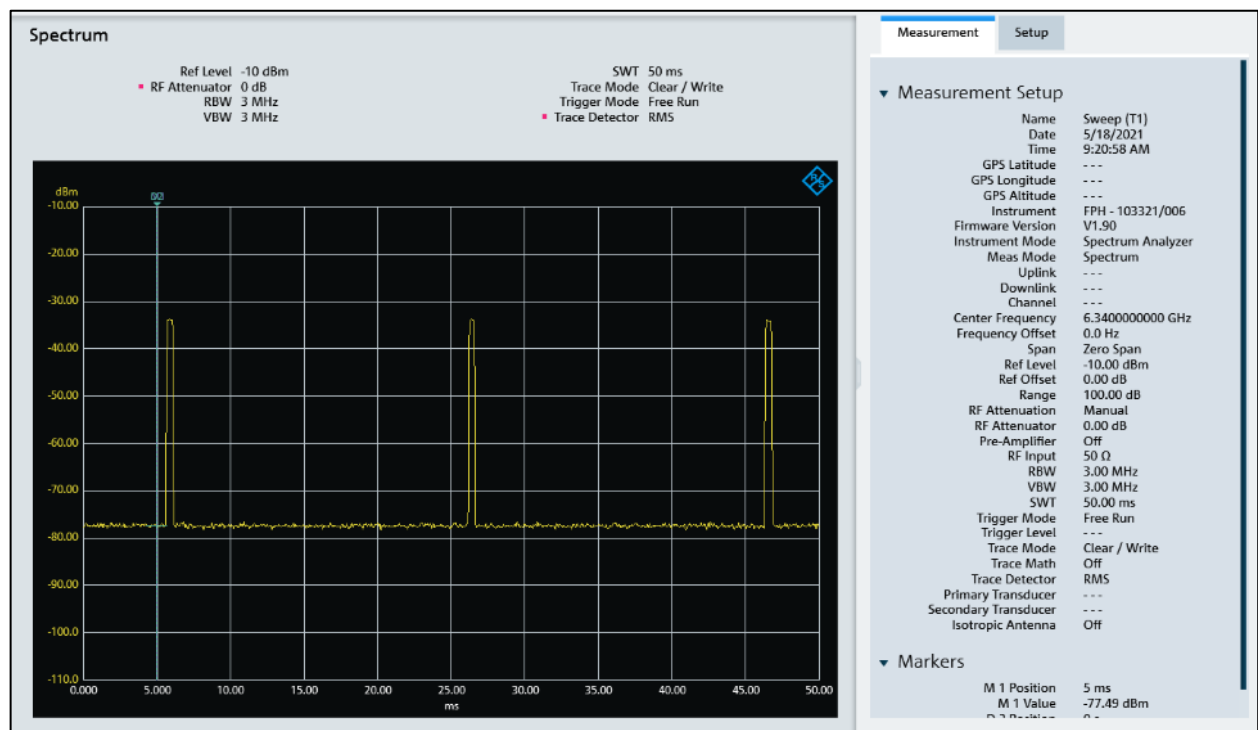 Spectrum
Ref Level -10 dBm
RF Attenuator 0 dB
RBW 3 MHz
VBW 3 MHz
SWT 50 ms
Trace Mode Clear / Write
Trigger Mode Free Run
Trace Detector RMS
dBm
-10.00
-20.00
-30.00
-40.00
-50.00
-60.00
-70.00
-80.00
-90.00
-100.0
-110.0
0.000 5.000 10.00 15.00 20.00 25.00 30.00 35.00 40.00 45.00 50.00
ms
Measurement Setup
Measurement Setup
Name Sweep (T1)
Date 5/18/2021
Time 9:20:58 AM
GPS Latitude - - -
GPS Longitude - - -
GPS Altitude - - -
Instrument FPH - 103321/006
Firmware Version V1.90
Instrument Mode Spectrum Analyzer
Meas Mode Spectrum
Uplink - - -
Downlink - - -
Channel - - -
Center Frequency 6.3400000000 GHz
Frequency Offset 0.0 Hz
Span Zero Span
Ref Level -10.00 dBm
Ref Offset 0.00 dB
Range 100.00 dB
RF Attenuation Manual
RF Attenuator 0.00 dB
Pre-Amplifier Off
RF Input 50 Ω
RBW 3.00 MHz
VBW 3.00 MHz
SWT 50.00 ms
Trigger Mode Free Run
Trigger Level - - -
Trace Mode Clear / Write
Trace Math Off
Trace Detector RMS
Primary Transducer - - -
Secondary Transducer - - -
Isotropic Antenna Off
Markers
M 1 Position 5 ms
M 1 Value -77.49 dBm